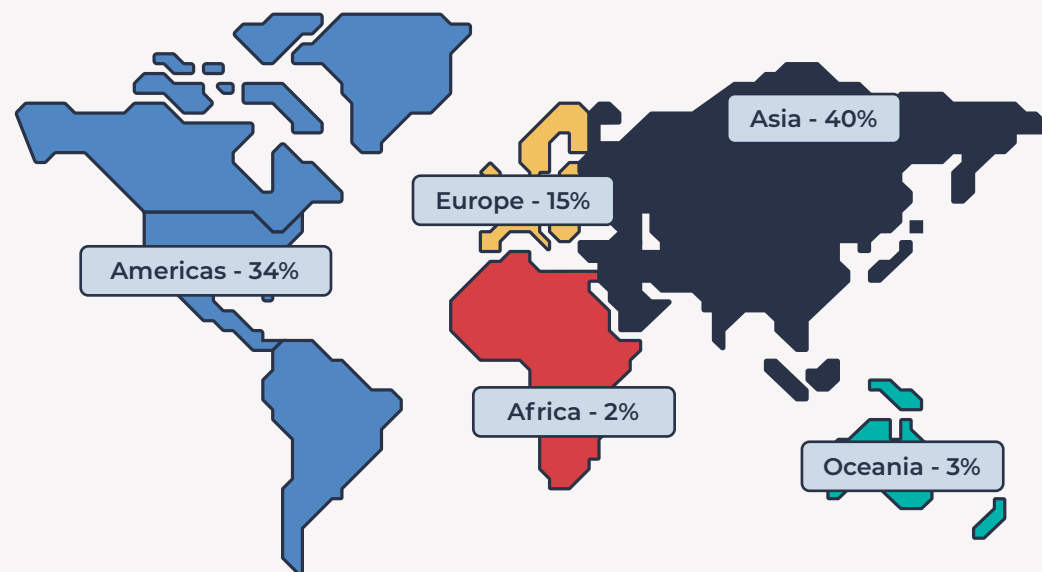 Asia - 40%
Europe - 15%
Americas - 34%
Africa - 2%
Oceania - 3%